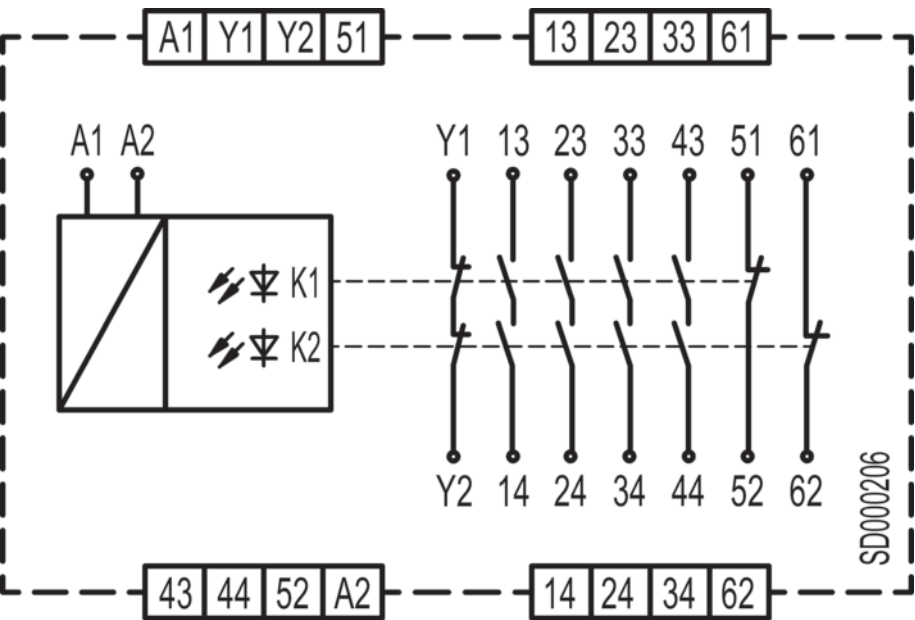 A1 Y1 Y2 51 13 23 33 61
A1 A2 Y1 13 23 33 43 51 61
K1
K2
Y2 14 24 34 44 52 62
SD000206
43 44 52 A2 14 24 34 62